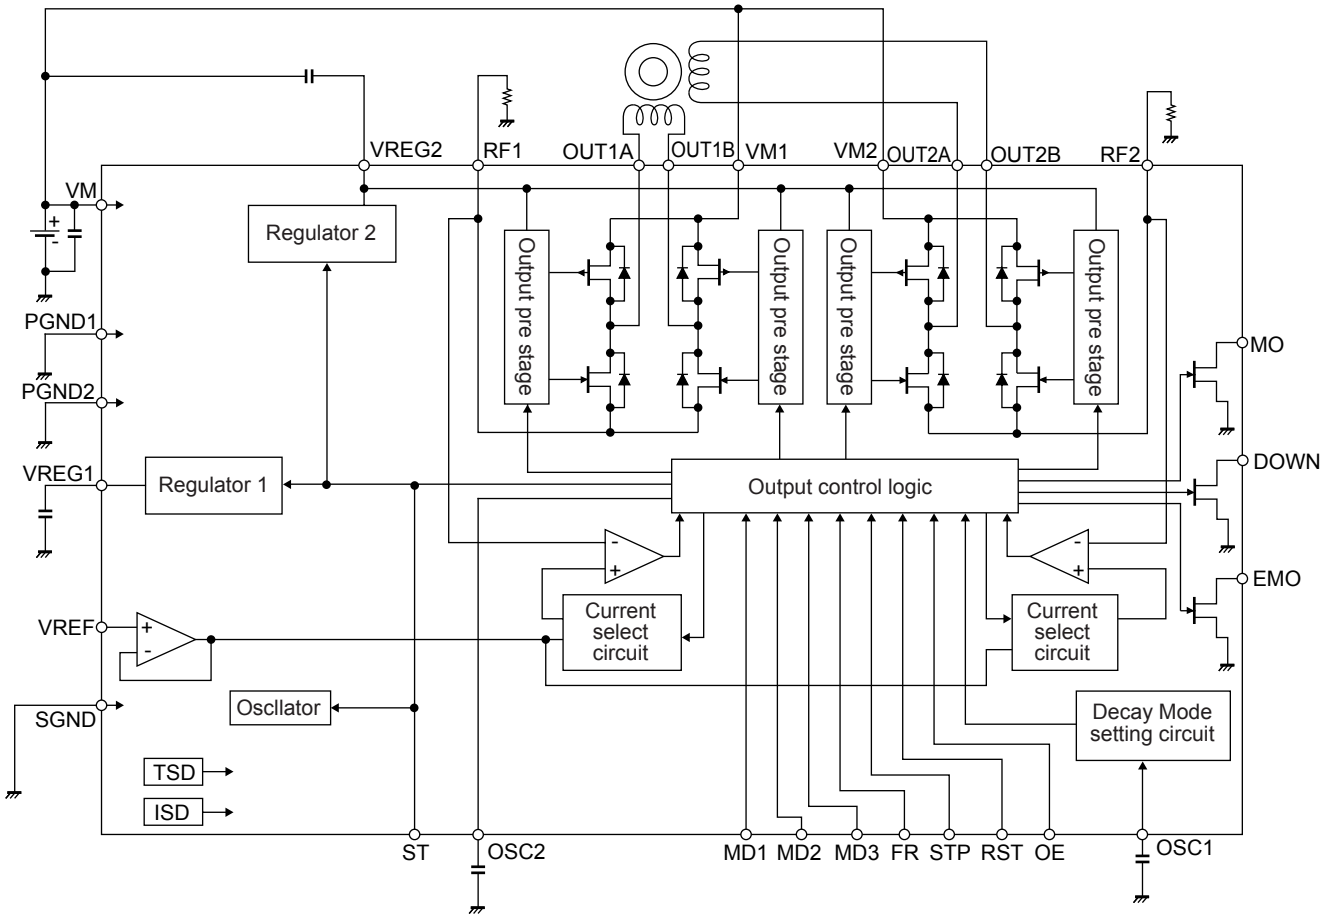 VREG2
RF1
OUT1A
OUT1B
VM1
VM2
OUT2A
OUT2B
RF2
VM
+
-
Regulator 2
Output pre stage
Output pre stage
Output pre stage
Output pre stage
PGND1
PGND2
MO
VREG1
Regulator 1
Output control logic
DOWN
-
+
-
+
EMO
VREF
+
-
Current
select
circuit
Current
select
circuit
SGND
Oscllator
Decay Mode
setting circuit
TSD
ISD
ST
OSC2
MD1
MD2
MD3
FR
STP
RST
OE
OSC1